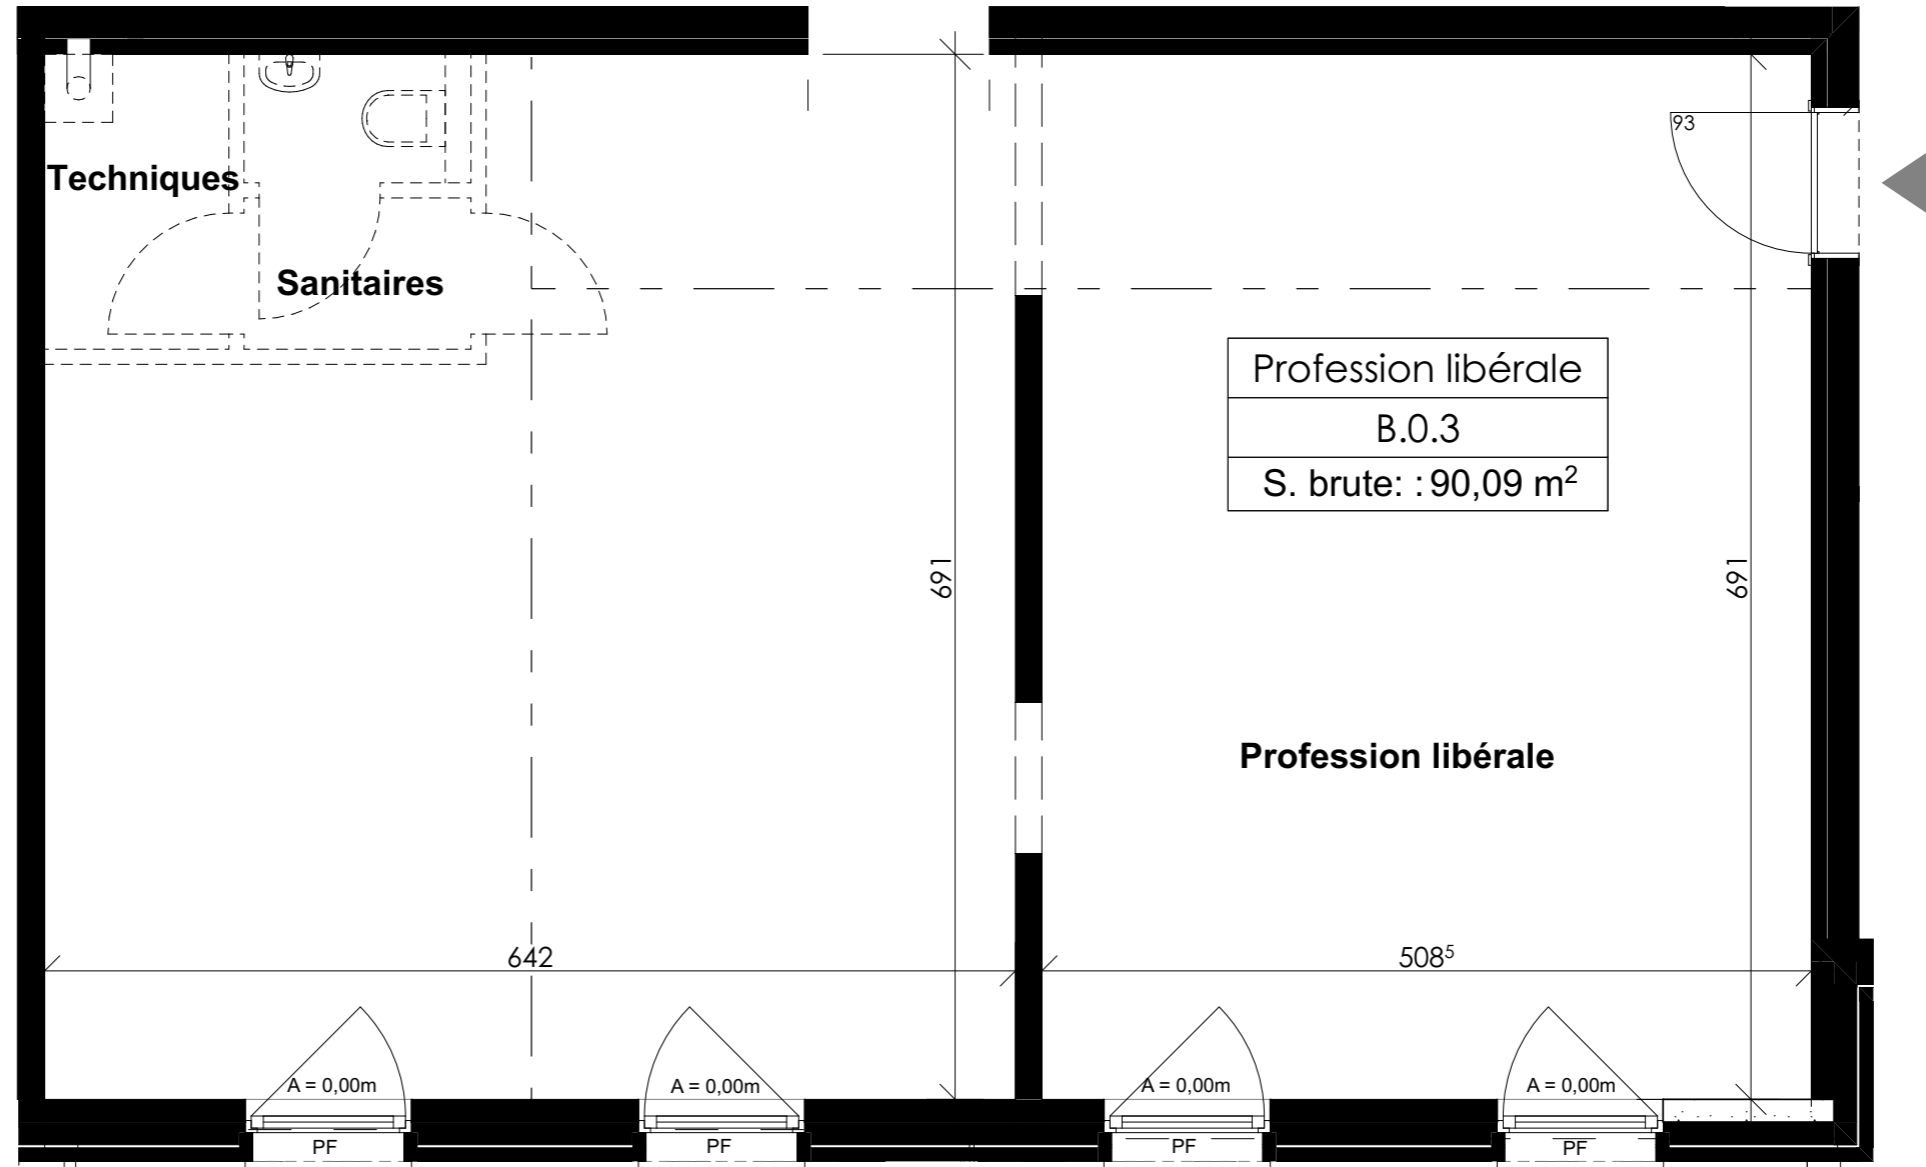 93
Techniques
Sanitaires
Profession libérale
B.0.3
S. brute: : 90,09 m²
691
691
Profession libérale
642
508⁵
A = 0,00m
A = 0,00m
A = 0,00m
A = 0,00m
PF
PF
PF
PF